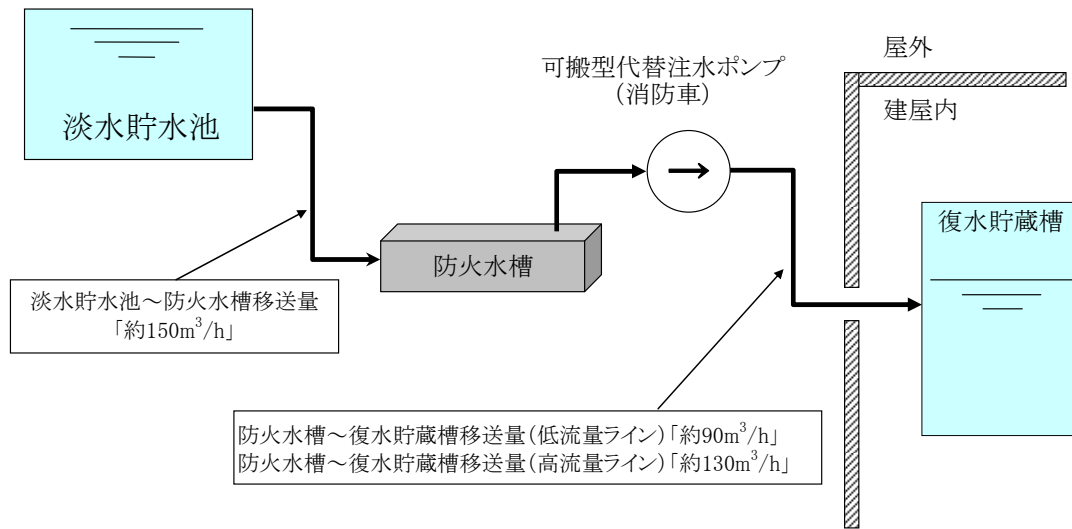 淡水貯水池
可搬型代替注水ポンプ
（消防車）
屋外
建屋内
復水貯蔵槽
防火水槽
淡水貯水池～防火水槽移送量
「約150m³/h」
防火水槽～復水貯蔵槽移送量（低流量ライン）「約90m³/h」
防火水槽～復水貯蔵槽移送量（高流量ライン）「約130m³/h」